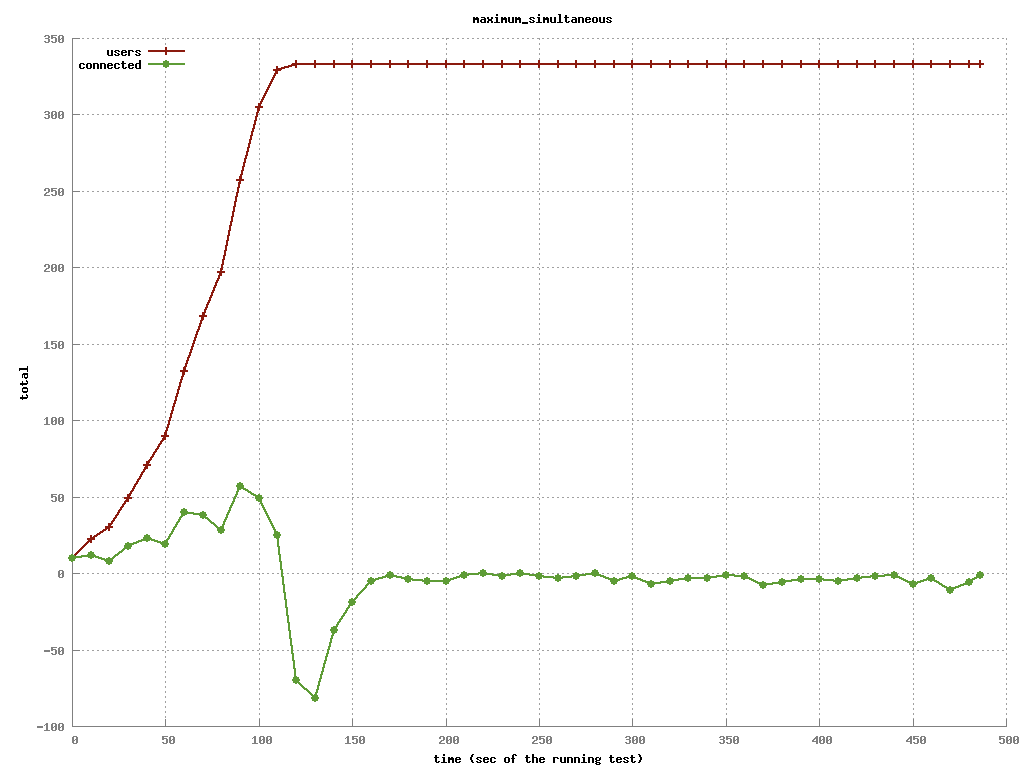 maximum_simultaneous
350
users
connected
300
250
200
150
total
100
50
0
-50
-100
0 50 100 150 200 250 300 350 400 450 500
time (sec of the running test)